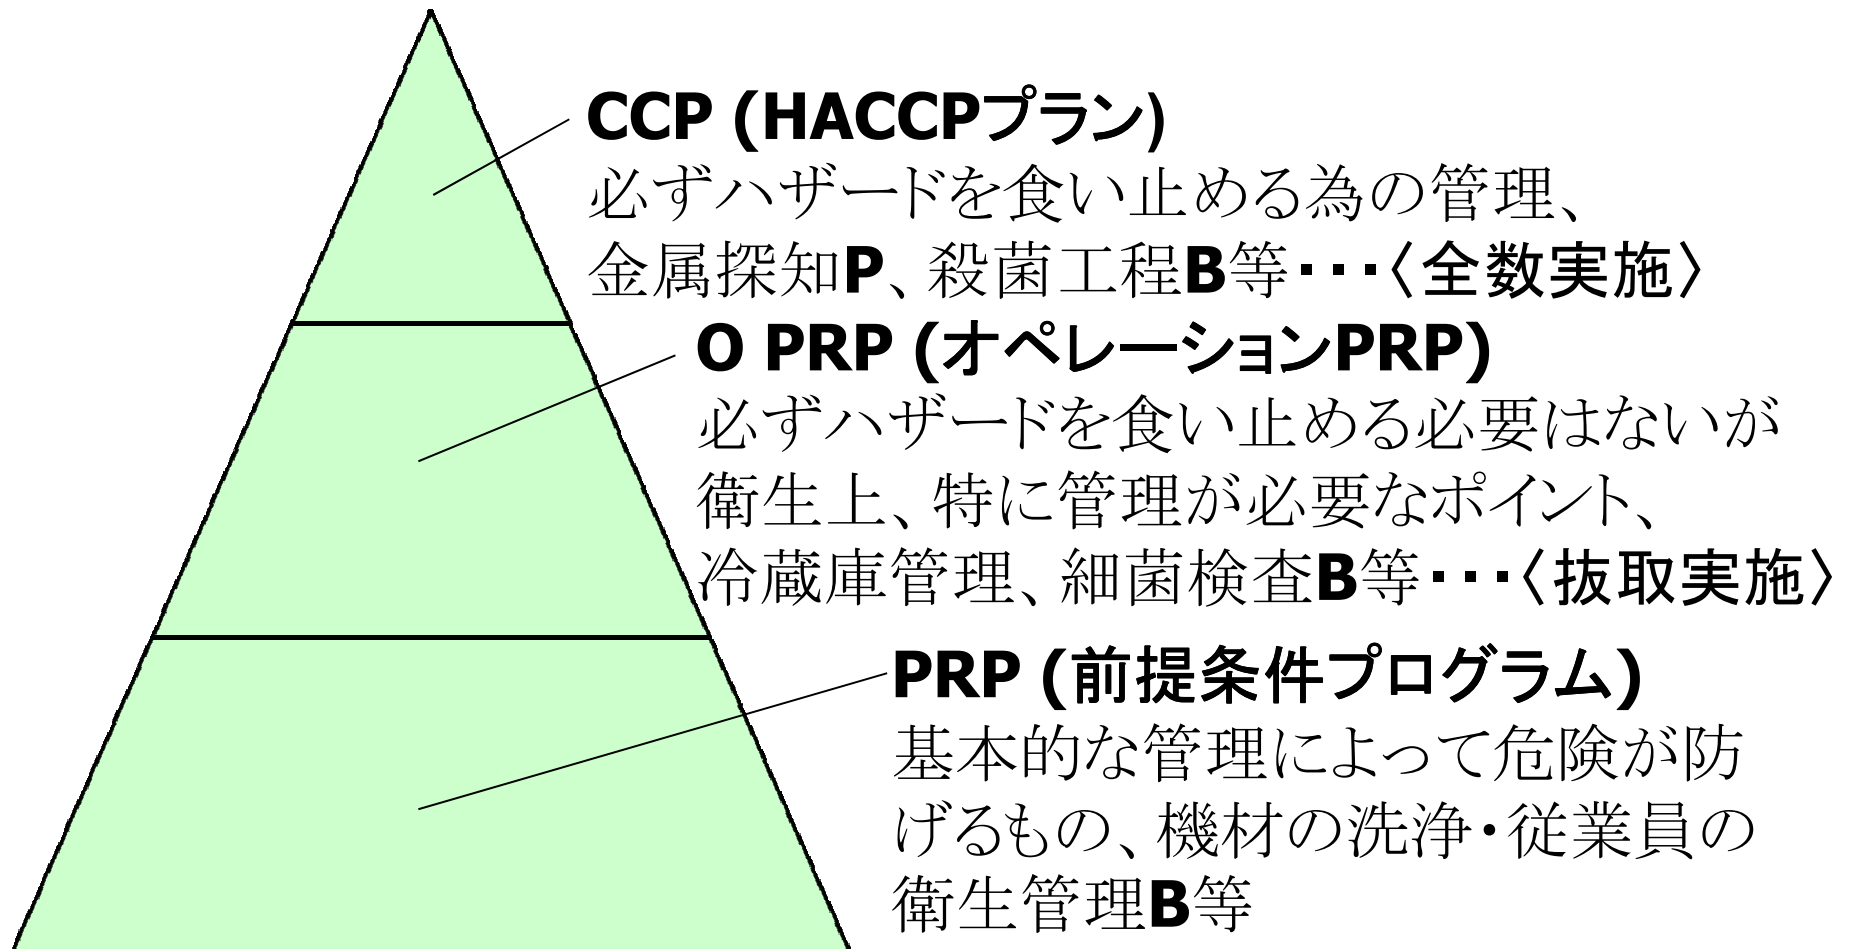 CCP (HACCPプラン)
必ずハザードを食い止める為の管理、
金属探知P、殺菌工程B等・・・〈全数実施〉
O PRP (オペレーションPRP)
必ずハザードを食い止める必要はないが
衛生上、特に管理が必要なポイント、
冷蔵庫管理、細菌検査B等・・・〈抜取実施〉
PRP (前提条件プログラム)
基本的な管理によって危険が防
げるもの、機材の洗浄・従業員の
衛生管理B等